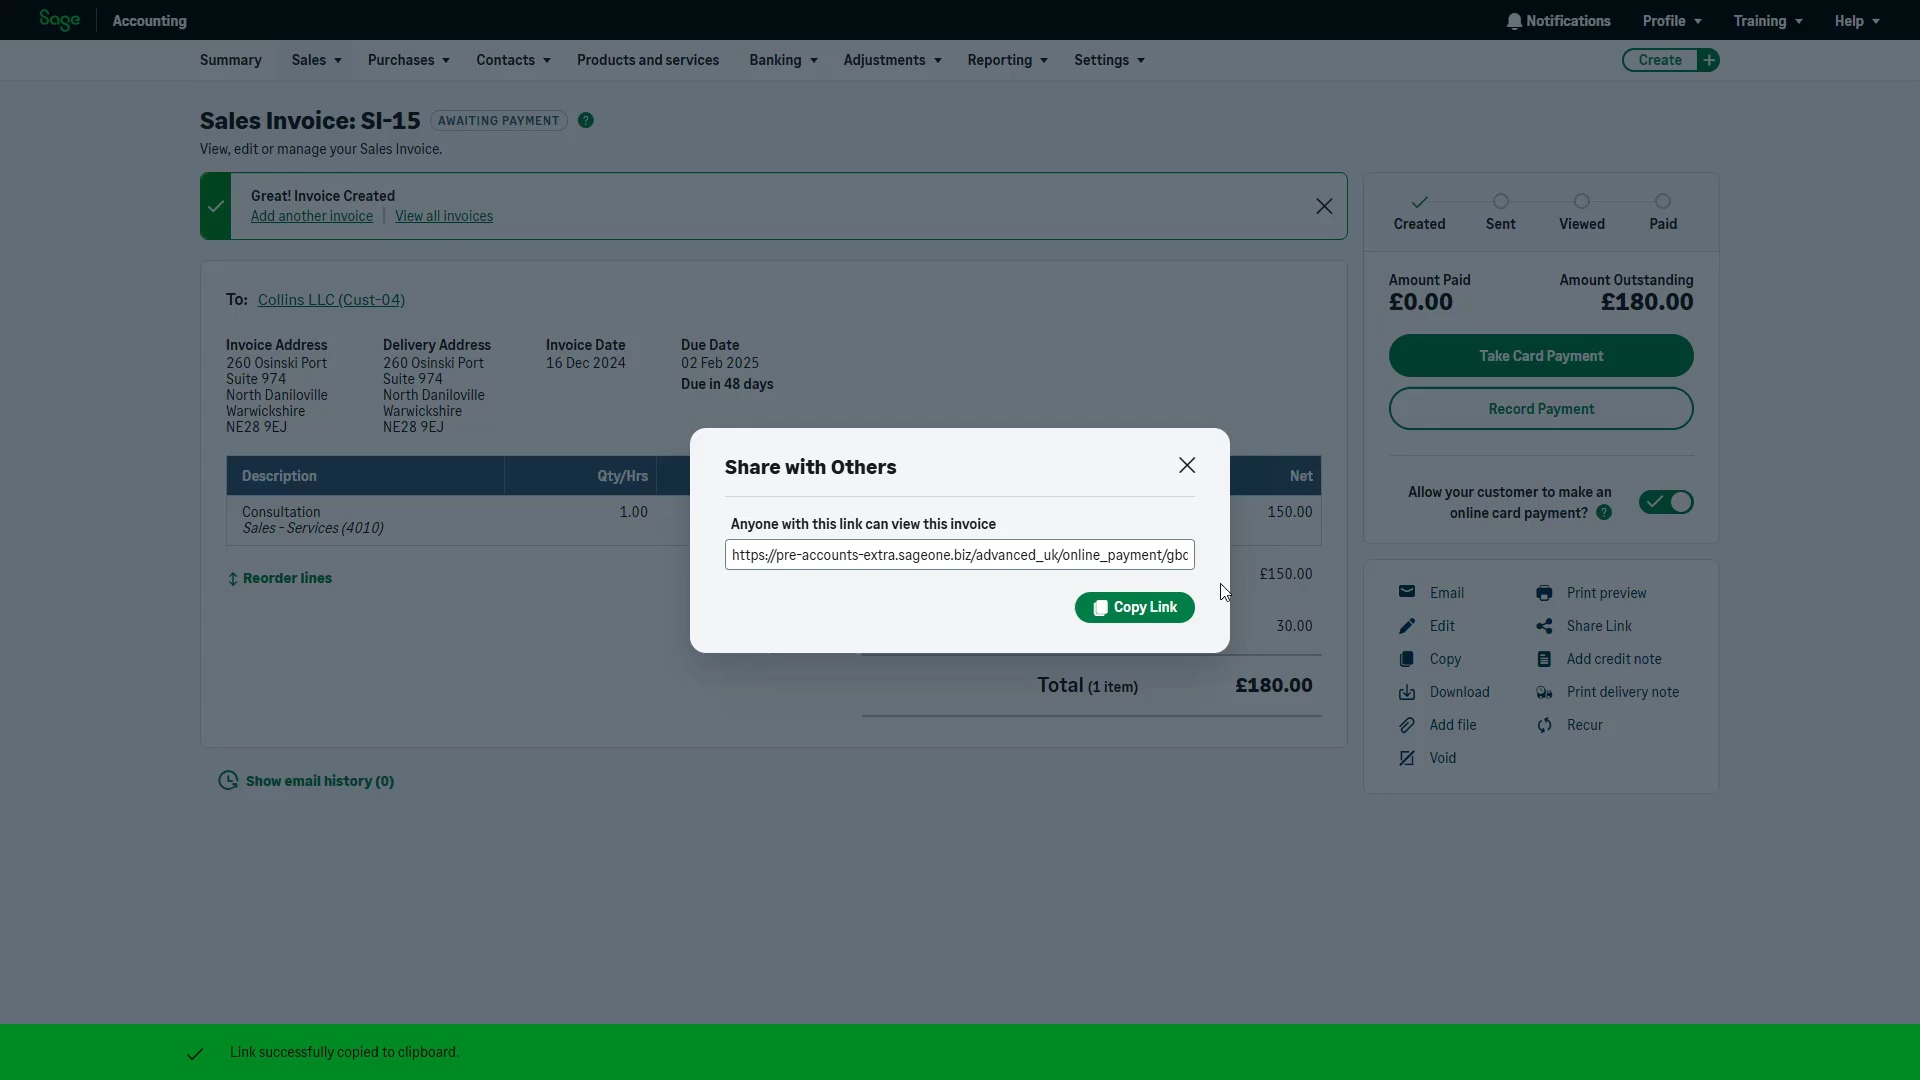 Sage
Accounting
Notifications
Profile
Training
Help
Summary
Sales
Purchases
Contacts
Products and services
Banking
Adjustments
Reporting
Settings
Create
Sales Invoice: SI-15
AWAITING PAYMENT
?
View, edit or manage your Sales Invoice.
Great! Invoice Created
Add another invoice | View all invoices
Created
Sent
Viewed
Paid
Amount Paid
£0.00
Amount Outstanding
£180.00
Take Card Payment
Record Payment
Allow your customer to make an
online card payment? ?
To: Collins LLC (Cust-04)
Invoice Address
260 Osinski Port
Suite 974
North Daniloville
Warwickshire
NE28 9EJ
Delivery Address
260 Osinski Port
Suite 974
North Daniloville
Warwickshire
NE28 9EJ
Invoice Date
16 Dec 2024
Due Date
02 Feb 2025
Due in 48 days
Description
Qty/Hrs
Net
Consultation
Sales - Services (4010)
1.00
150.00
Reorder lines
£150.00
30.00
Total (1 item)
£180.00
Share with Others
Anyone with this link can view this invoice
https://pre-accounts-extra.sageone.biz/advanced_uk/online_payment/gbc
Copy Link
Email
Print preview
Edit
Share Link
Copy
Add credit note
Download
Print delivery note
Add file
Recur
Void
Show email history (0)
Link successfully copied to clipboard.